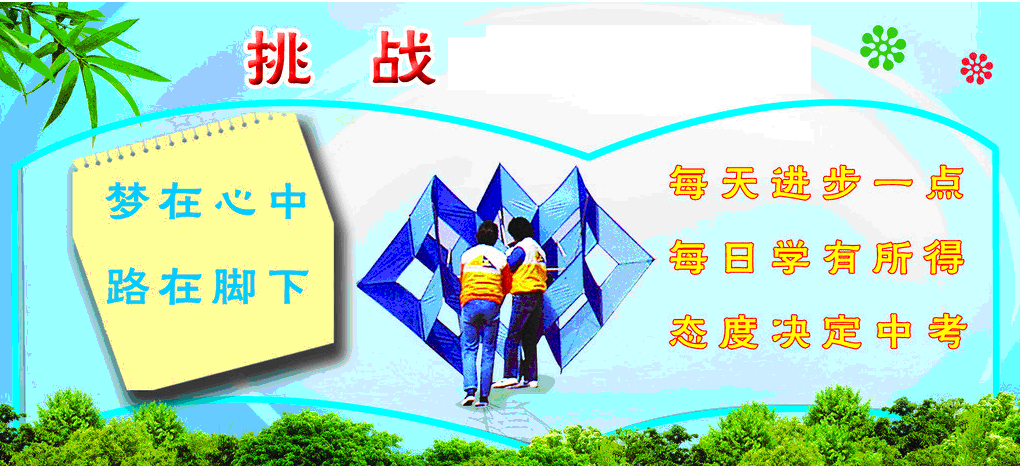 挑 战
梦在心中
路在脚下
每天进步一点
每日学有所得
态度决定中考